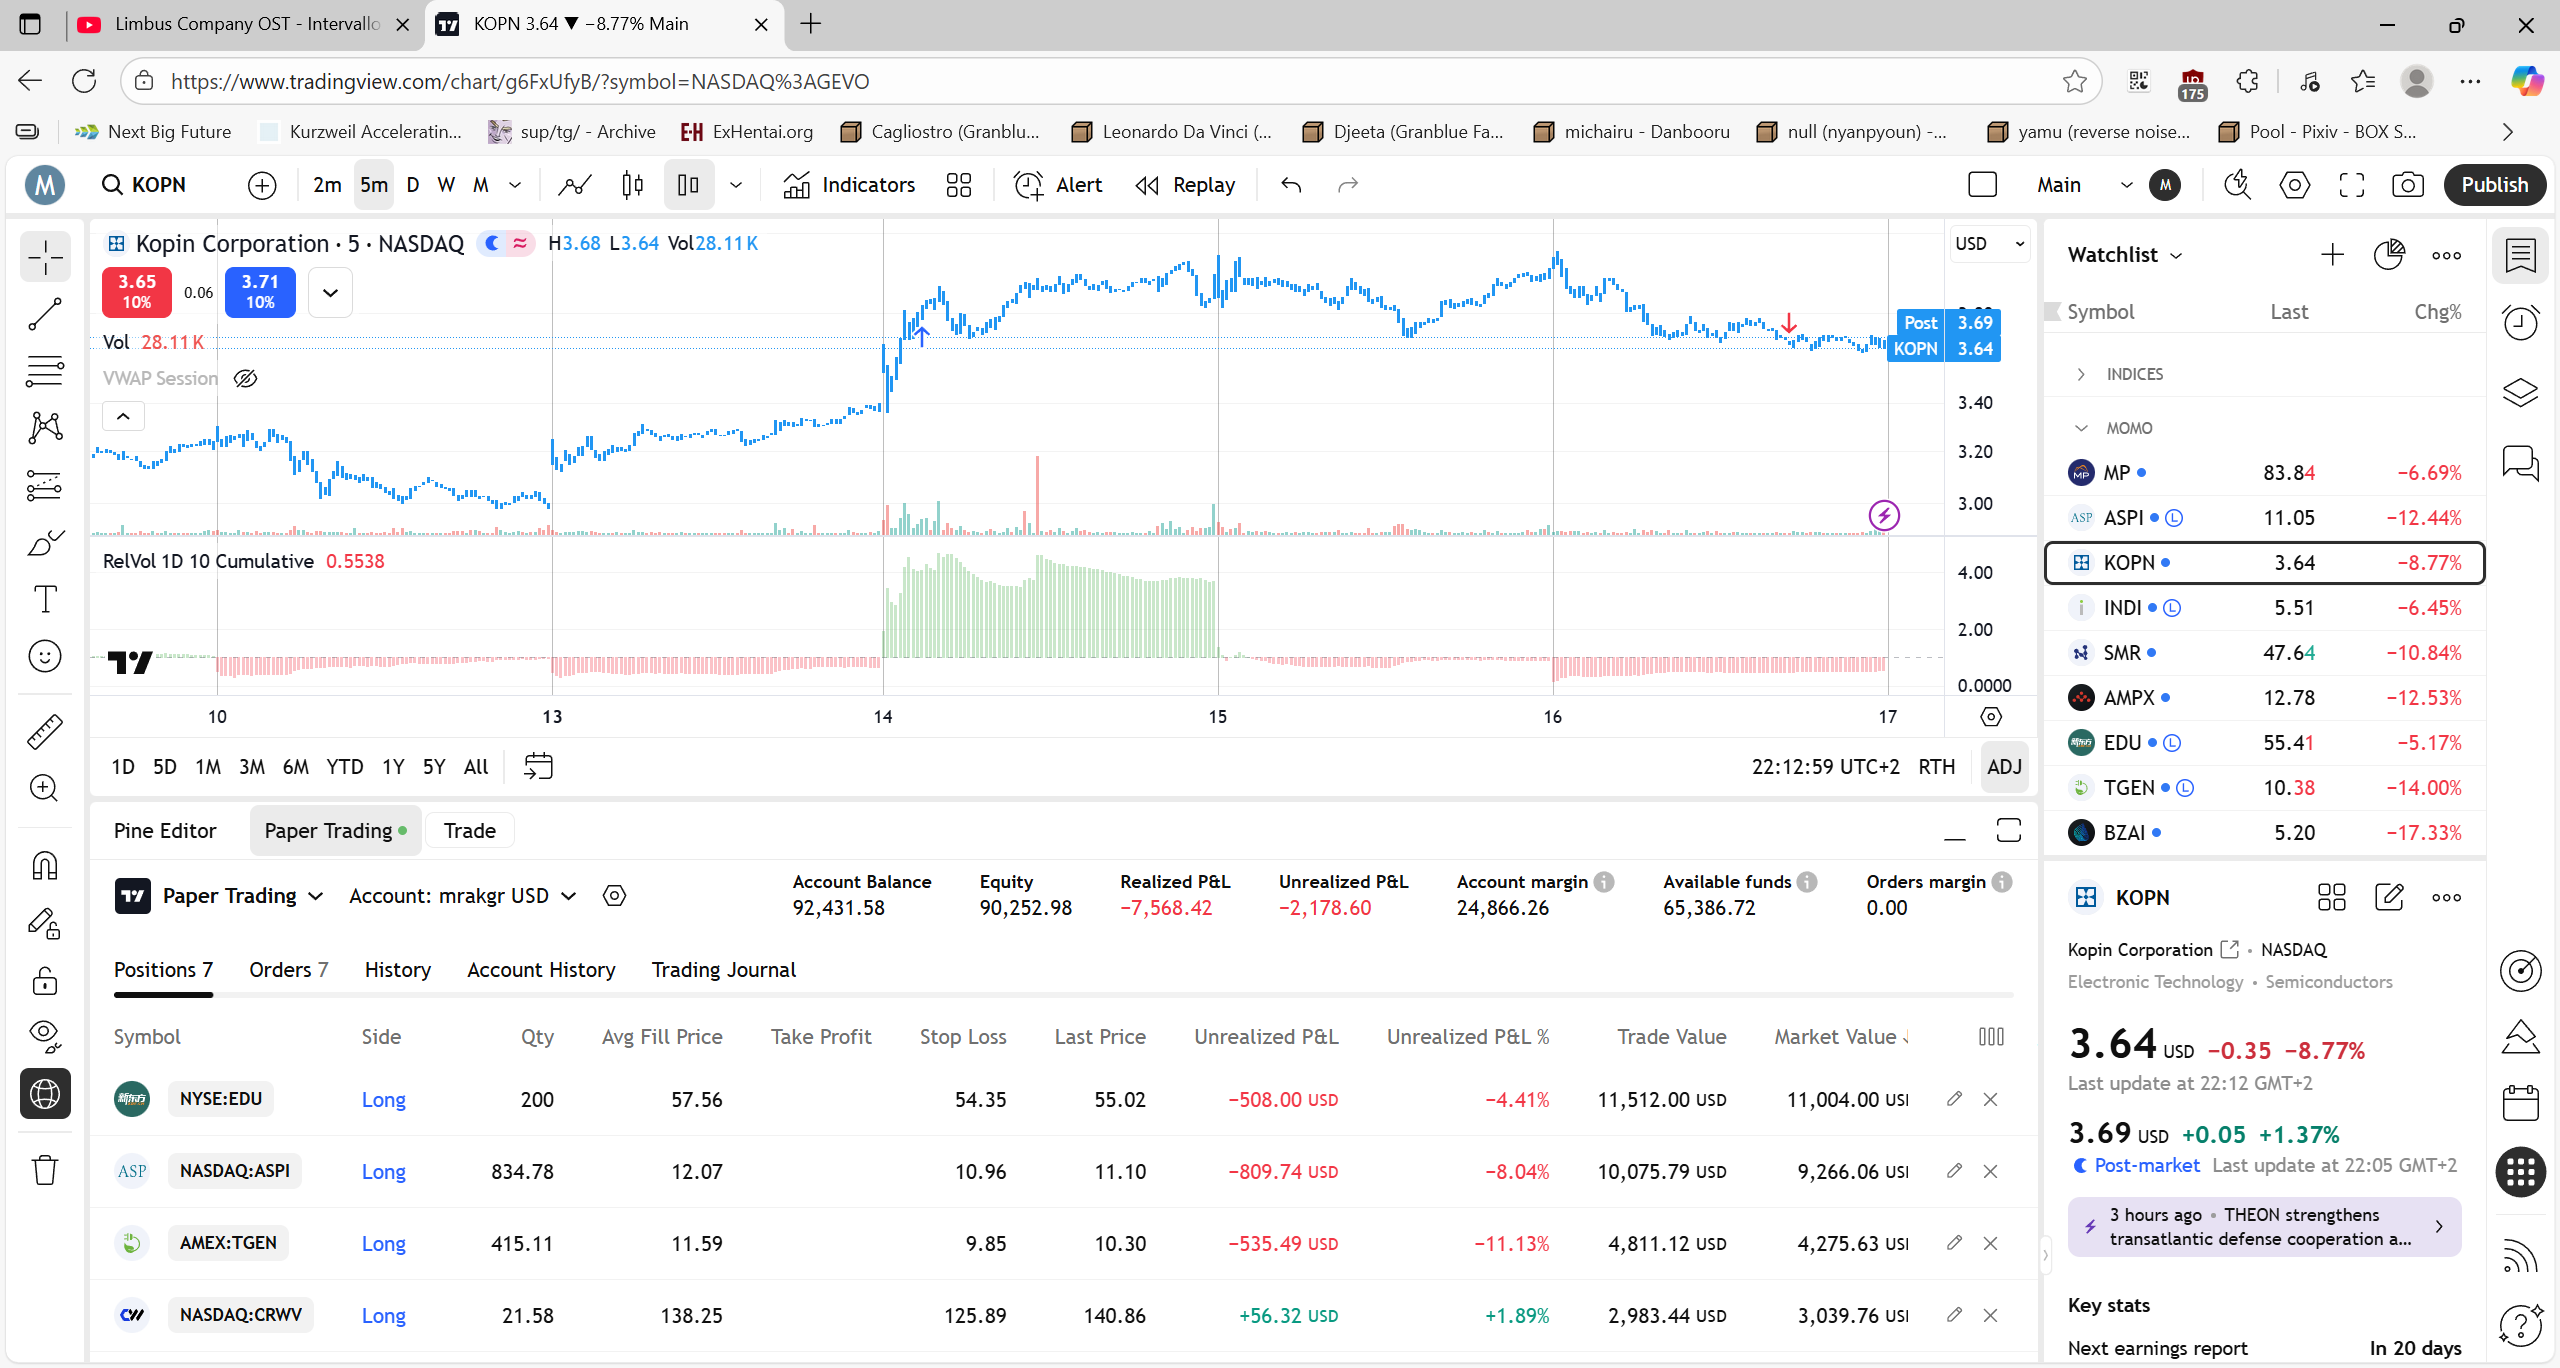 Limbus Company OST - Intervallo
KOPN 3.64 ▼ −8.77% Main
https://www.tradingview.com/chart/g6FxUfyB/?symbol=NASDAQ%3AGEVO
175
Next Big Future
Kurzweil Acceleratin...
sup/tg/ - Archive
ExHentai.org
Cagliostro (Granblu...
Leonardo Da Vinci (...
Djeeta (Granblue Fa...
michairu - Danbooru
null (nyanpyoun) -...
yamu (reverse noise...
Pool - Pixiv - BOX S...
M
KOPN
2m 5m D W M
Indicators
Alert
Replay
Main
M
Publish
Kopin Corporation · 5 · NASDAQ
H3.68 L3.64 Vol28.11 K
3.65
10%
0.06
3.71
10%
Vol 28.11 K
VWAP Session
USD
Post 3.69
KOPN 3.64
3.40
3.20
3.00
RelVol 1D 10 Cumulative 0.5538
4.00
2.00
0.0000
10 13 14 15 16 17
1D 5D 1M 3M 6M YTD 1Y 5Y All
22:12:59 UTC+2 RTH ADJ
Pine Editor
Paper Trading
Trade
Paper Trading
Account: mrakgr USD
Account Balance
92,431.58
Equity
90,252.98
Realized P&L
−7,568.42
Unrealized P&L
−2,178.60
Account margin
24,866.26
Available funds
65,386.72
Orders margin
0.00
Positions 7
Orders 7
History
Account History
Trading Journal
Symbol Side Qty Avg Fill Price Take Profit Stop Loss Last Price Unrealized P&L Unrealized P&L % Trade Value Market Value
NYSE:EDU Long 200 57.56 54.35 55.02 −508.00 USD −4.41% 11,512.00 USD 11,004.00 USI
ASP NASDAQ:ASPI Long 834.78 12.07 10.96 11.10 −809.74 USD −8.04% 10,075.79 USD 9,266.06 USI
AMEX:TGEN Long 415.11 11.59 9.85 10.30 −535.49 USD −11.13% 4,811.12 USD 4,275.63 USI
NASDAQ:CRWV Long 21.58 138.25 125.89 140.86 +56.32 USD +1.89% 2,983.44 USD 3,039.76 USI
Watchlist
Symbol Last Chg%
INDICES
MOMO
MP 83.84 −6.69%
ASP ASPI L 11.05 −12.44%
KOPN 3.64 −8.77%
INDI L 5.51 −6.45%
SMR 47.64 −10.84%
AMPX 12.78 −12.53%
EDU L 55.41 −5.17%
TGEN L 10.38 −14.00%
BZAI 5.20 −17.33%
KOPN
Kopin Corporation • NASDAQ
Electronic Technology • Semiconductors
3.64 USD −0.35 −8.77%
Last update at 22:12 GMT+2
3.69 USD +0.05 +1.37%
Post-market Last update at 22:05 GMT+2
3 hours ago • THEON strengthens
transatlantic defense cooperation a...
Key stats
Next earnings report In 20 days